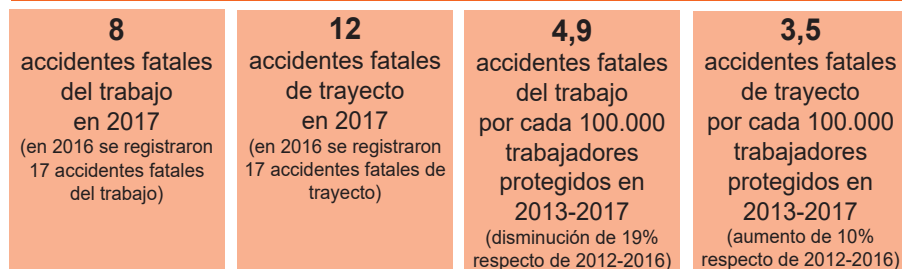 8
accidentes fatales
del trabajo
en 2017
(en 2016 se registraron
17 accidentes fatales
del trabajo)
12
accidentes fatales
de trayecto
en 2017
(en 2016 se registraron
17 accidentes fatales de
trayecto)
4,9
accidentes fatales
del trabajo
por cada 100.000
trabajadores
protegidos en
2013-2017
(disminución de 19%
respecto de 2012-2016)
3,5
accidentes fatales
de trayecto
por cada 100.000
trabajadores
protegidos en
2013-2017
(aumento de 10%
respecto de 2012-2016)